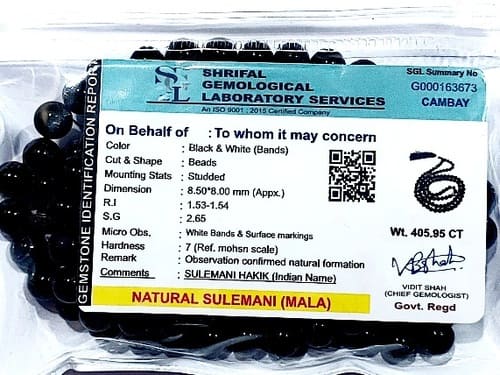 GEMSTONE IDENTIFICATION REPORT
SGL
SHRIFAL
GEMOLOGICAL
LABORATORY SERVICES
An ISO 9001 : 2015 Certified Company
SGL Summary No
G000163673
CAMBAY
On Behalf of : To whom it may concern
Color : Black & White (Bands)
Cut & Shape : Beads
Mounting Stats : Studded
Dimension : 8.50*8.00 mm (Appx.)
R.I : 1.53-1.54
S.G : 2.65
Micro Obs. : White Bands & Surface markings
Hardness : 7 (Ref. mohsn scale)
Remark : Observation confirmed natural formation
Comments : SULEMANI HAKIK (Indian Name)
NATURAL SULEMANI (MALA)
Wt. 405.95 CT
VIDIT SHAH
(CHIEF GEMOLOGIST)
Govt. Regd